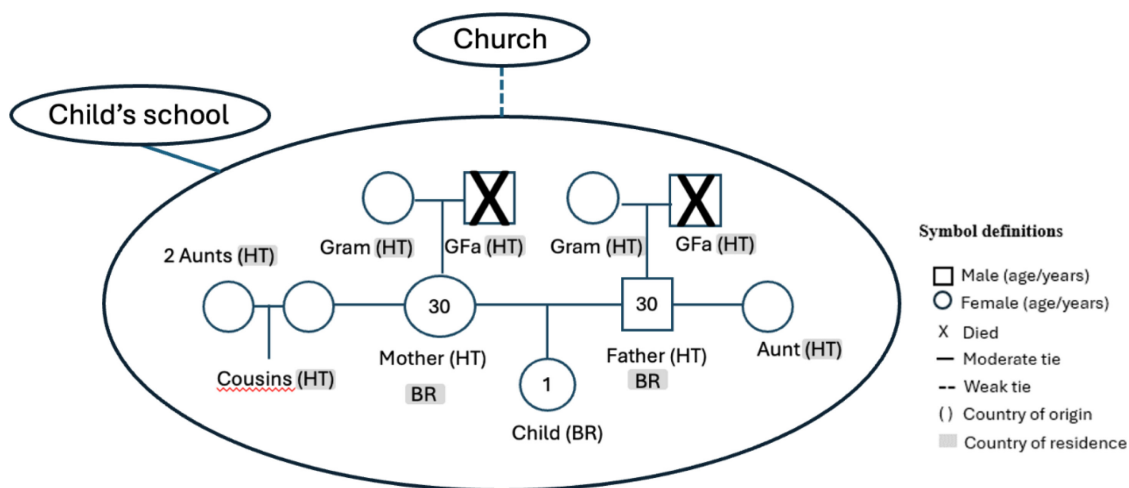 Church
Child's school
Gram (HT)
GFa (HT)
Gram (HT)
GFa (HT)
2 Aunts (HT)
30
30
Mother (HT)
BR
Father (HT)
BR
Aunt (HT)
Cousins (HT)
1
Child (BR)
Symbol definitions
Male (age/years)
Female (age/years)
X Died
Moderate tie
-- Weak tie
( ) Country of origin
Country of residence